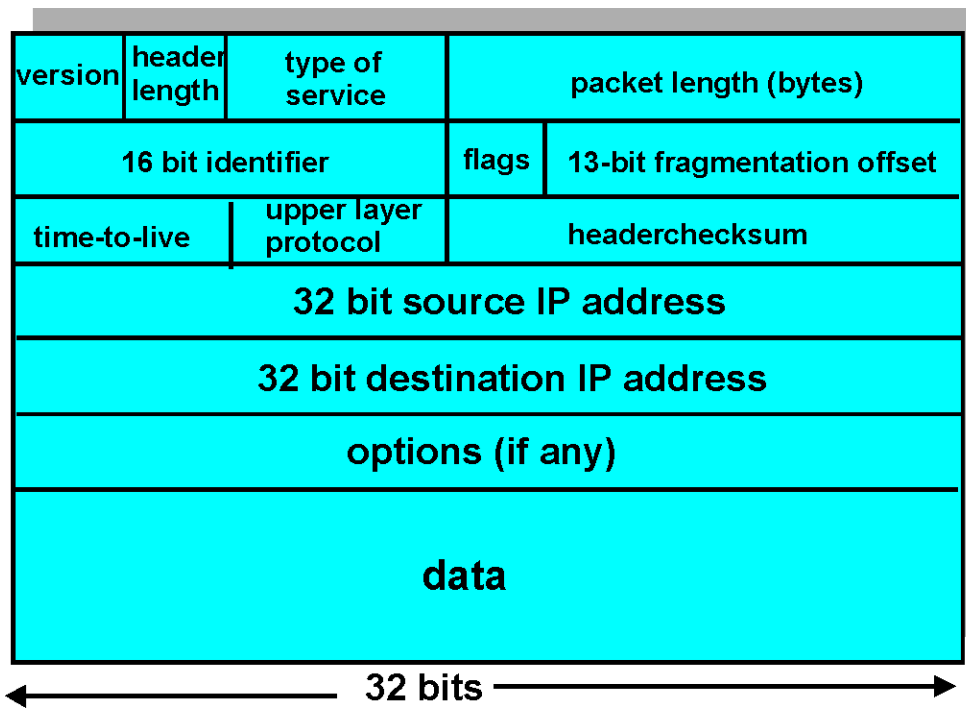 version
header
length
type of
service
packet length (bytes)
16 bit identifier
flags
13-bit fragmentation offset
time-to-live
upper layer
protocol
headerchecksum
32 bit source IP address
32 bit destination IP address
options (if any)
data
32 bits